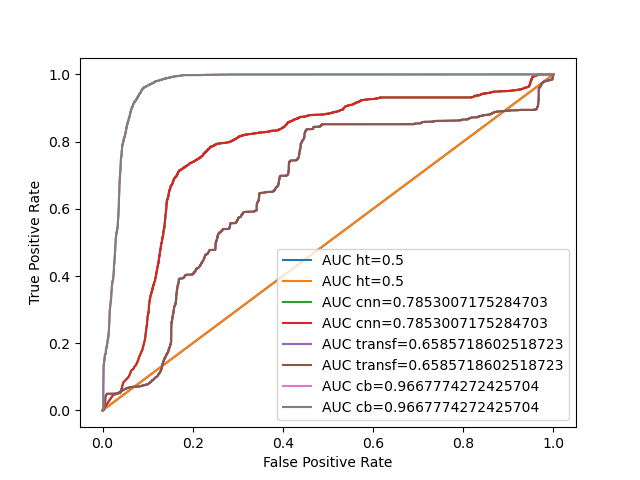 1.0
0.8
0.6
0.4
0.2
0.0
True Positive Rate
AUC ht=0.5
AUC ht=0.5
AUC cnn=0.7853007175284703
AUC cnn=0.7853007175284703
AUC transf=0.6585718602518723
AUC transf=0.6585718602518723
AUC cb=0.9667774272425704
AUC cb=0.9667774272425704
0.0 0.2 0.4 0.6 0.8 1.0
False Positive Rate